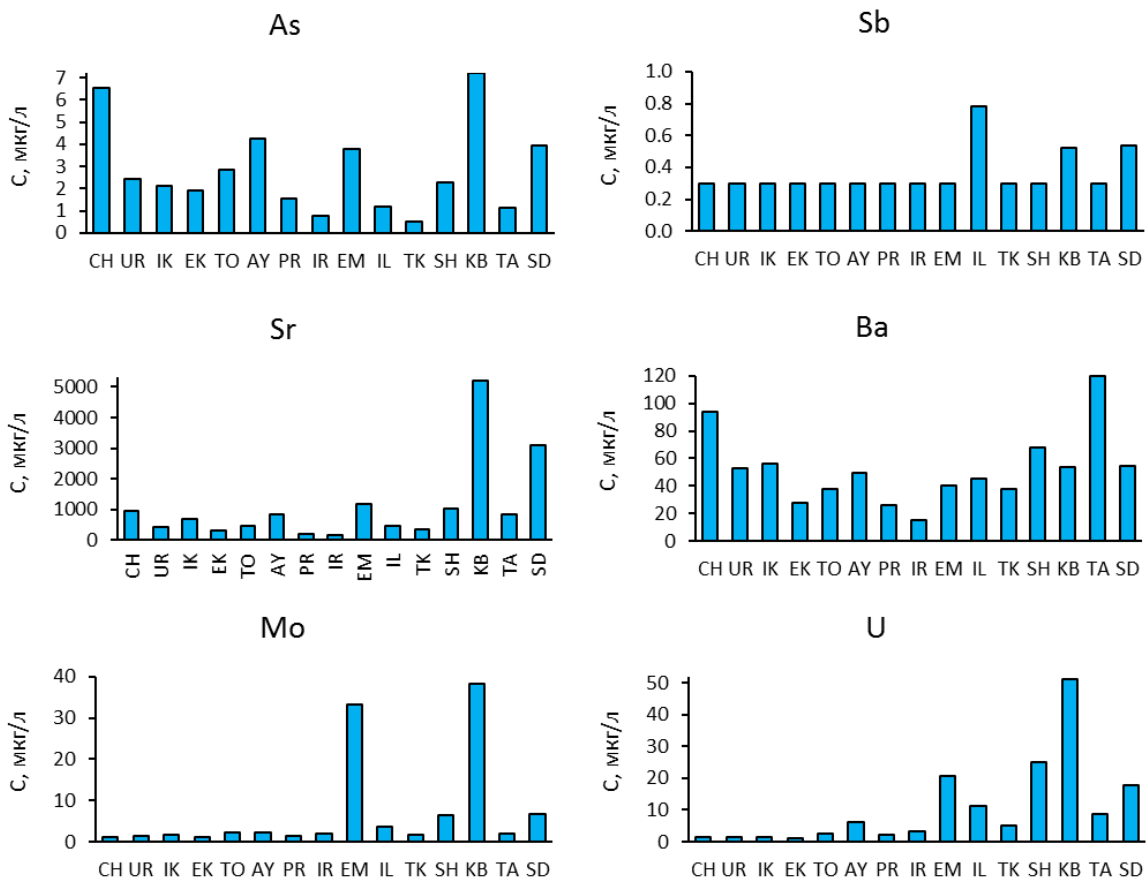 As
С, мкг/л
7
6
5
4
3
2
1
0
CH UR IK EK TO AY PR IR EM IL TK SH KB TA SD
Sb
С, мкг/л
1.0
0.8
0.6
0.4
0.2
0.0
CH UR IK EK TO AY PR IR EM IL TK SH KB TA SD
Sr
С, мкг/л
5000
4000
3000
2000
1000
0
CH UR IK EK TO AY PR IR EM IL TK SH KB TA SD
Ba
С, мкг/л
120
100
80
60
40
20
0
CH UR IK EK TO AY PR IR EM IL TK SH KB TA SD
Mo
С, мкг/л
40
30
20
10
0
CH UR IK EK TO AY PR IR EM IL TK SH KB TA SD
U
С, мкг/л
50
40
30
20
10
0
CH UR IK EK TO AY PR IR EM IL TK SH KB TA SD